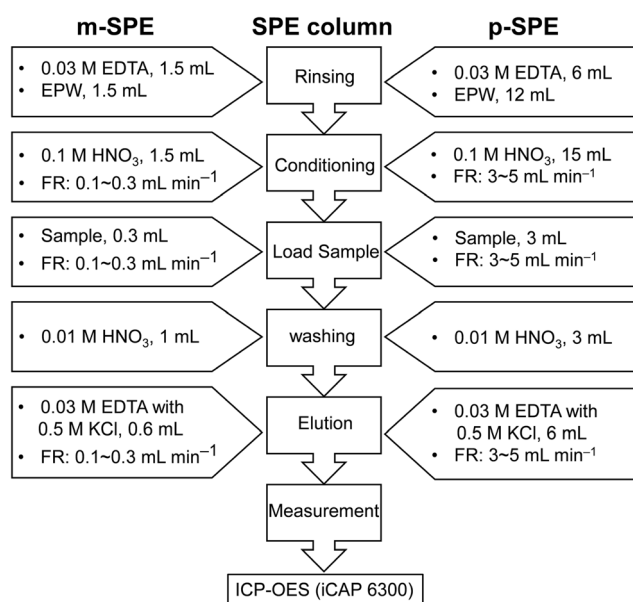 m-SPE
SPE column
p-SPE
• 0.03 M EDTA, 1.5 mL
• EPW, 1.5 mL
Rinsing
• 0.03 M EDTA, 6 mL
• EPW, 12 mL
• 0.1 M HNO₃, 1.5 mL
• FR: 0.1~0.3 mL min⁻¹
Conditioning
• 0.1 M HNO₃, 15 mL
• FR: 3~5 mL min⁻¹
• Sample, 0.3 mL
• FR: 0.1~0.3 mL min⁻¹
Load Sample
• Sample, 3 mL
• FR: 3~5 mL min⁻¹
• 0.01 M HNO₃, 1 mL
washing
• 0.01 M HNO₃, 3 mL
• 0.03 M EDTA with
0.5 M KCl, 0.6 mL
• FR: 0.1~0.3 mL min⁻¹
Elution
• 0.03 M EDTA with
0.5 M KCl, 6 mL
• FR: 3~5 mL min⁻¹
Measurement
ICP-OES (iCAP 6300)